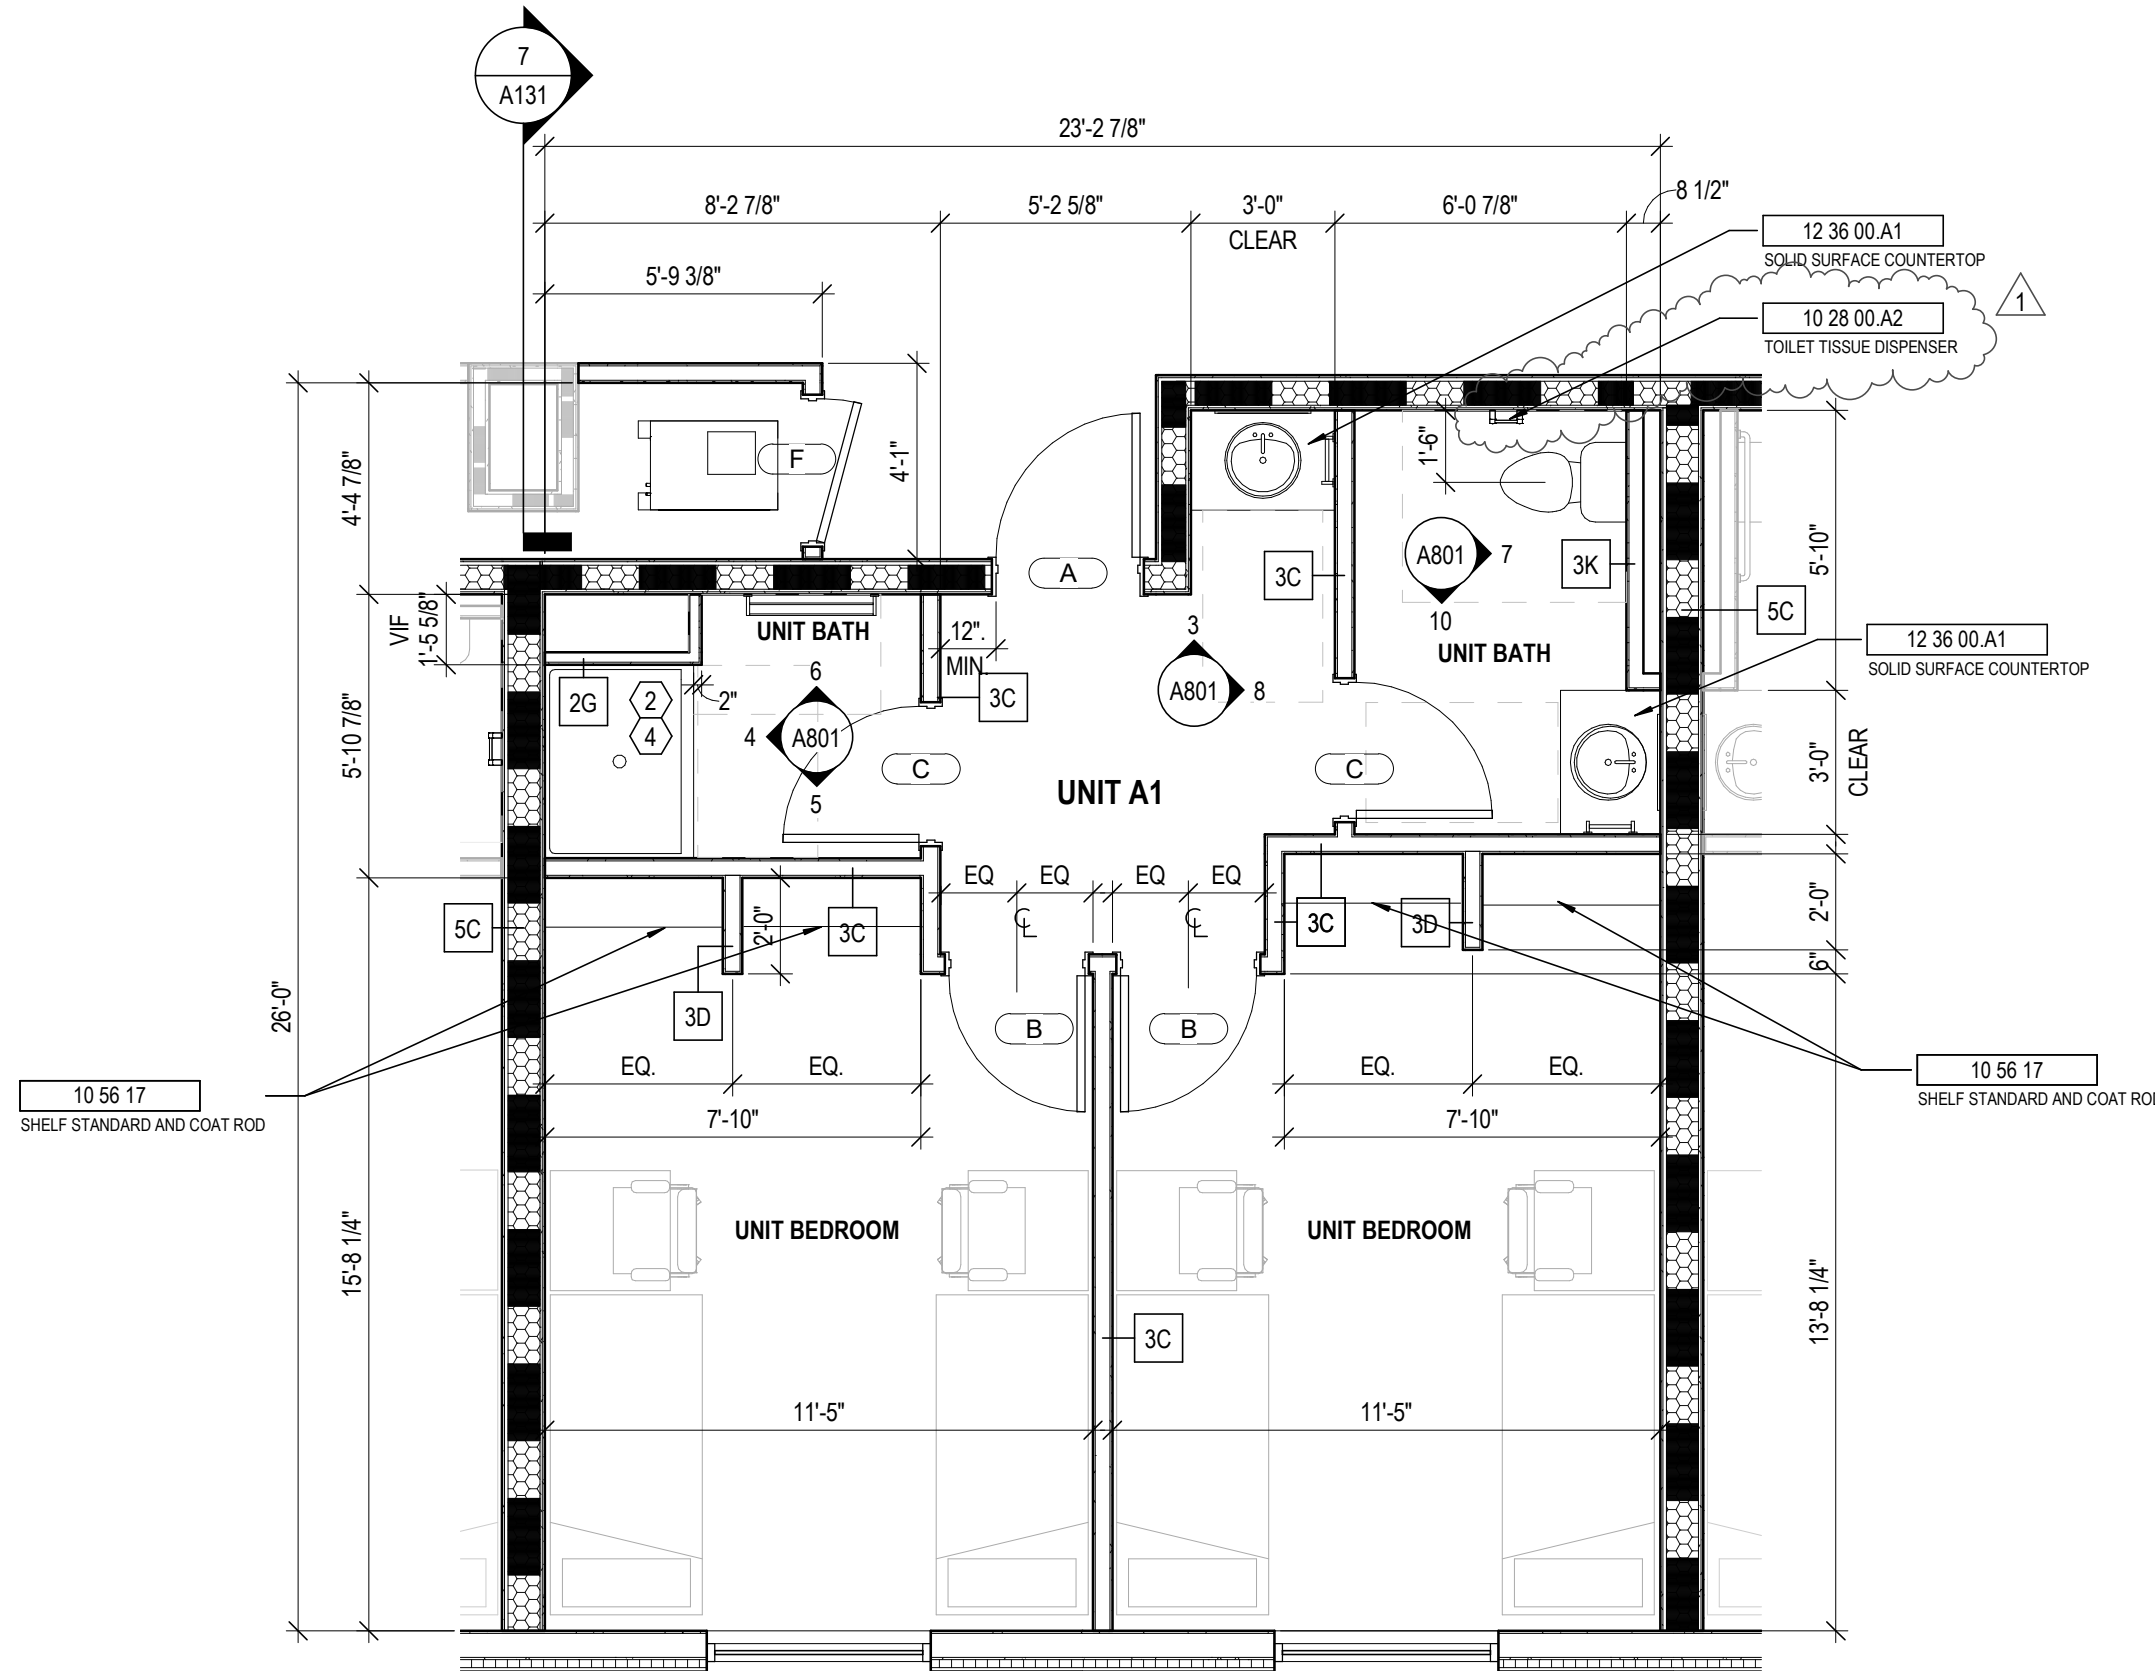 7
A131
23'-2 7/8"
8'-2 7/8"
5'-2 5/8"
3'-0"
CLEAR
6'-0 7/8"
8 1/2"
12 36 00.A1
SOLID SURFACE COUNTERTOP
5'-9 3/8"
1
10 28 00.A2
TOILET TISSUE DISPENSER
4'-4 7/8"
F
4'-1"
1'-6"
A801
7
10
3K
5'-10"
A
3C
5C
VIF
1'-5 5/8"
UNIT BATH
12".
MIN.
3
UNIT BATH
12 36 00.A1
SOLID SURFACE COUNTERTOP
2G
2
4
2"
6
4
A801
5
3C
A801
8
5'-10 7/8"
C
C
UNIT A1
3'-0"
CLEAR
EQ
EQ
EQ
EQ
5C
2'-0"
3C
CL
CL
3C
3D
2'-0"
6"
26'-0"
3D
B
B
EQ.
EQ.
EQ.
EQ.
10 56 17
SHELF STANDARD AND COAT ROD
7'-10"
7'-10"
10 56 17
SHELF STANDARD AND COAT ROD
15'-8 1/4"
UNIT BEDROOM
UNIT BEDROOM
13'-8 1/4"
3C
11'-5"
11'-5"